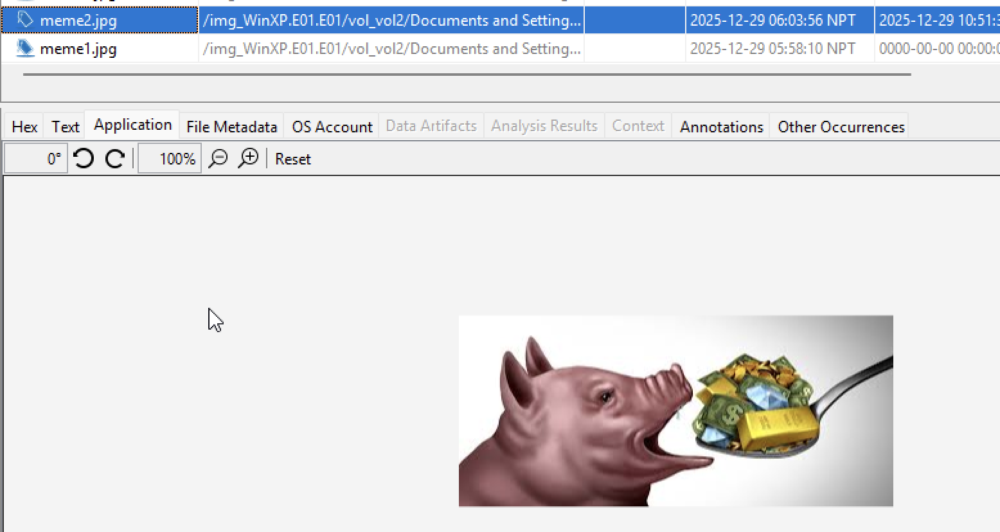 meme2.jpg /img_WinXP.E01.E01/vol_vol2/Documents and Setting... 2025-12-29 06:03:56 NPT 2025-12-29 10:51:3
meme1.jpg /img_WinXP.E01.E01/vol_vol2/Documents and Setting... 2025-12-29 05:58:10 NPT 0000-00-00 00:00:0
Hex Text Application File Metadata OS Account Data Artifacts Analysis Results Context Annotations Other Occurrences
0° 100% Reset
$